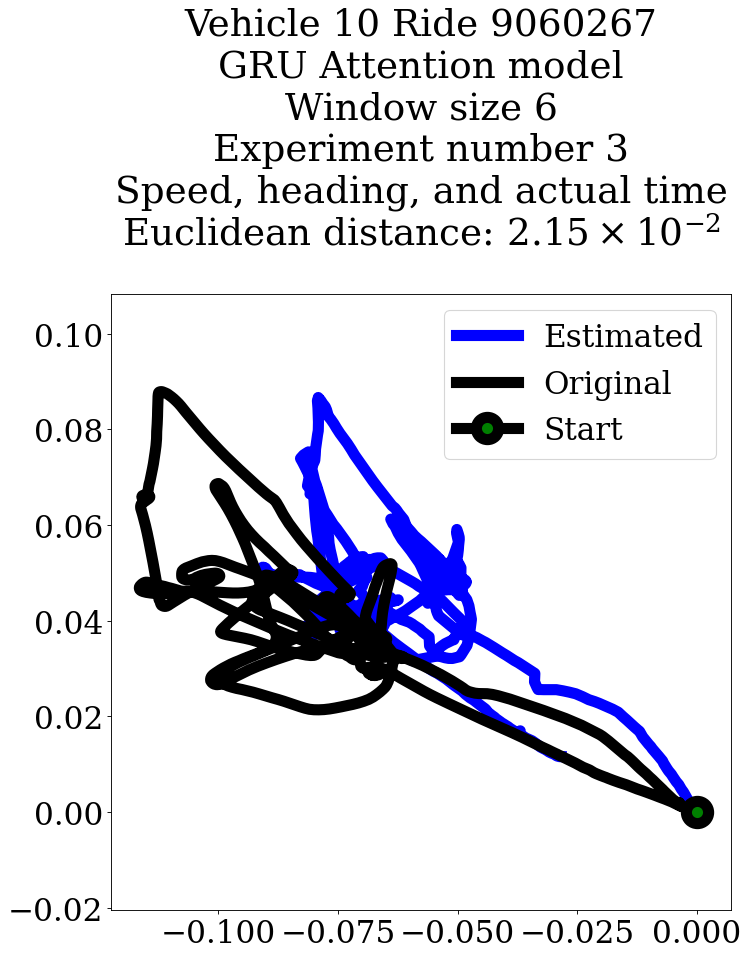 Vehicle 10 Ride 9060267
GRU Attention model
Window size 6
Experiment number 3
Speed, heading, and actual time
Euclidean distance: 2.15 × 10⁻²
Estimated
Original
Start
0.10
0.08
0.06
0.04
0.02
0.00
−0.02
−0.100 −0.075 −0.050 −0.025 0.000